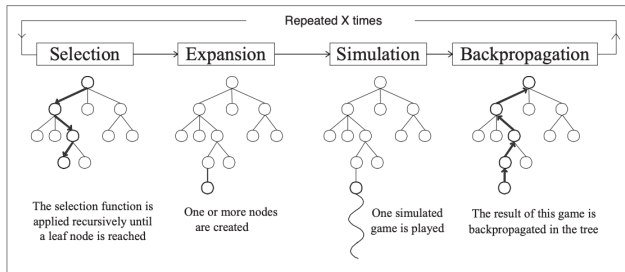 Repeated X times
Selection
Expansion
Simulation
Backpropagation
The selection function is
applied recursively until
a leaf node is reached
One or more nodes
are created
One simulated
game is played
The result of this game is
backpropagated in the tree